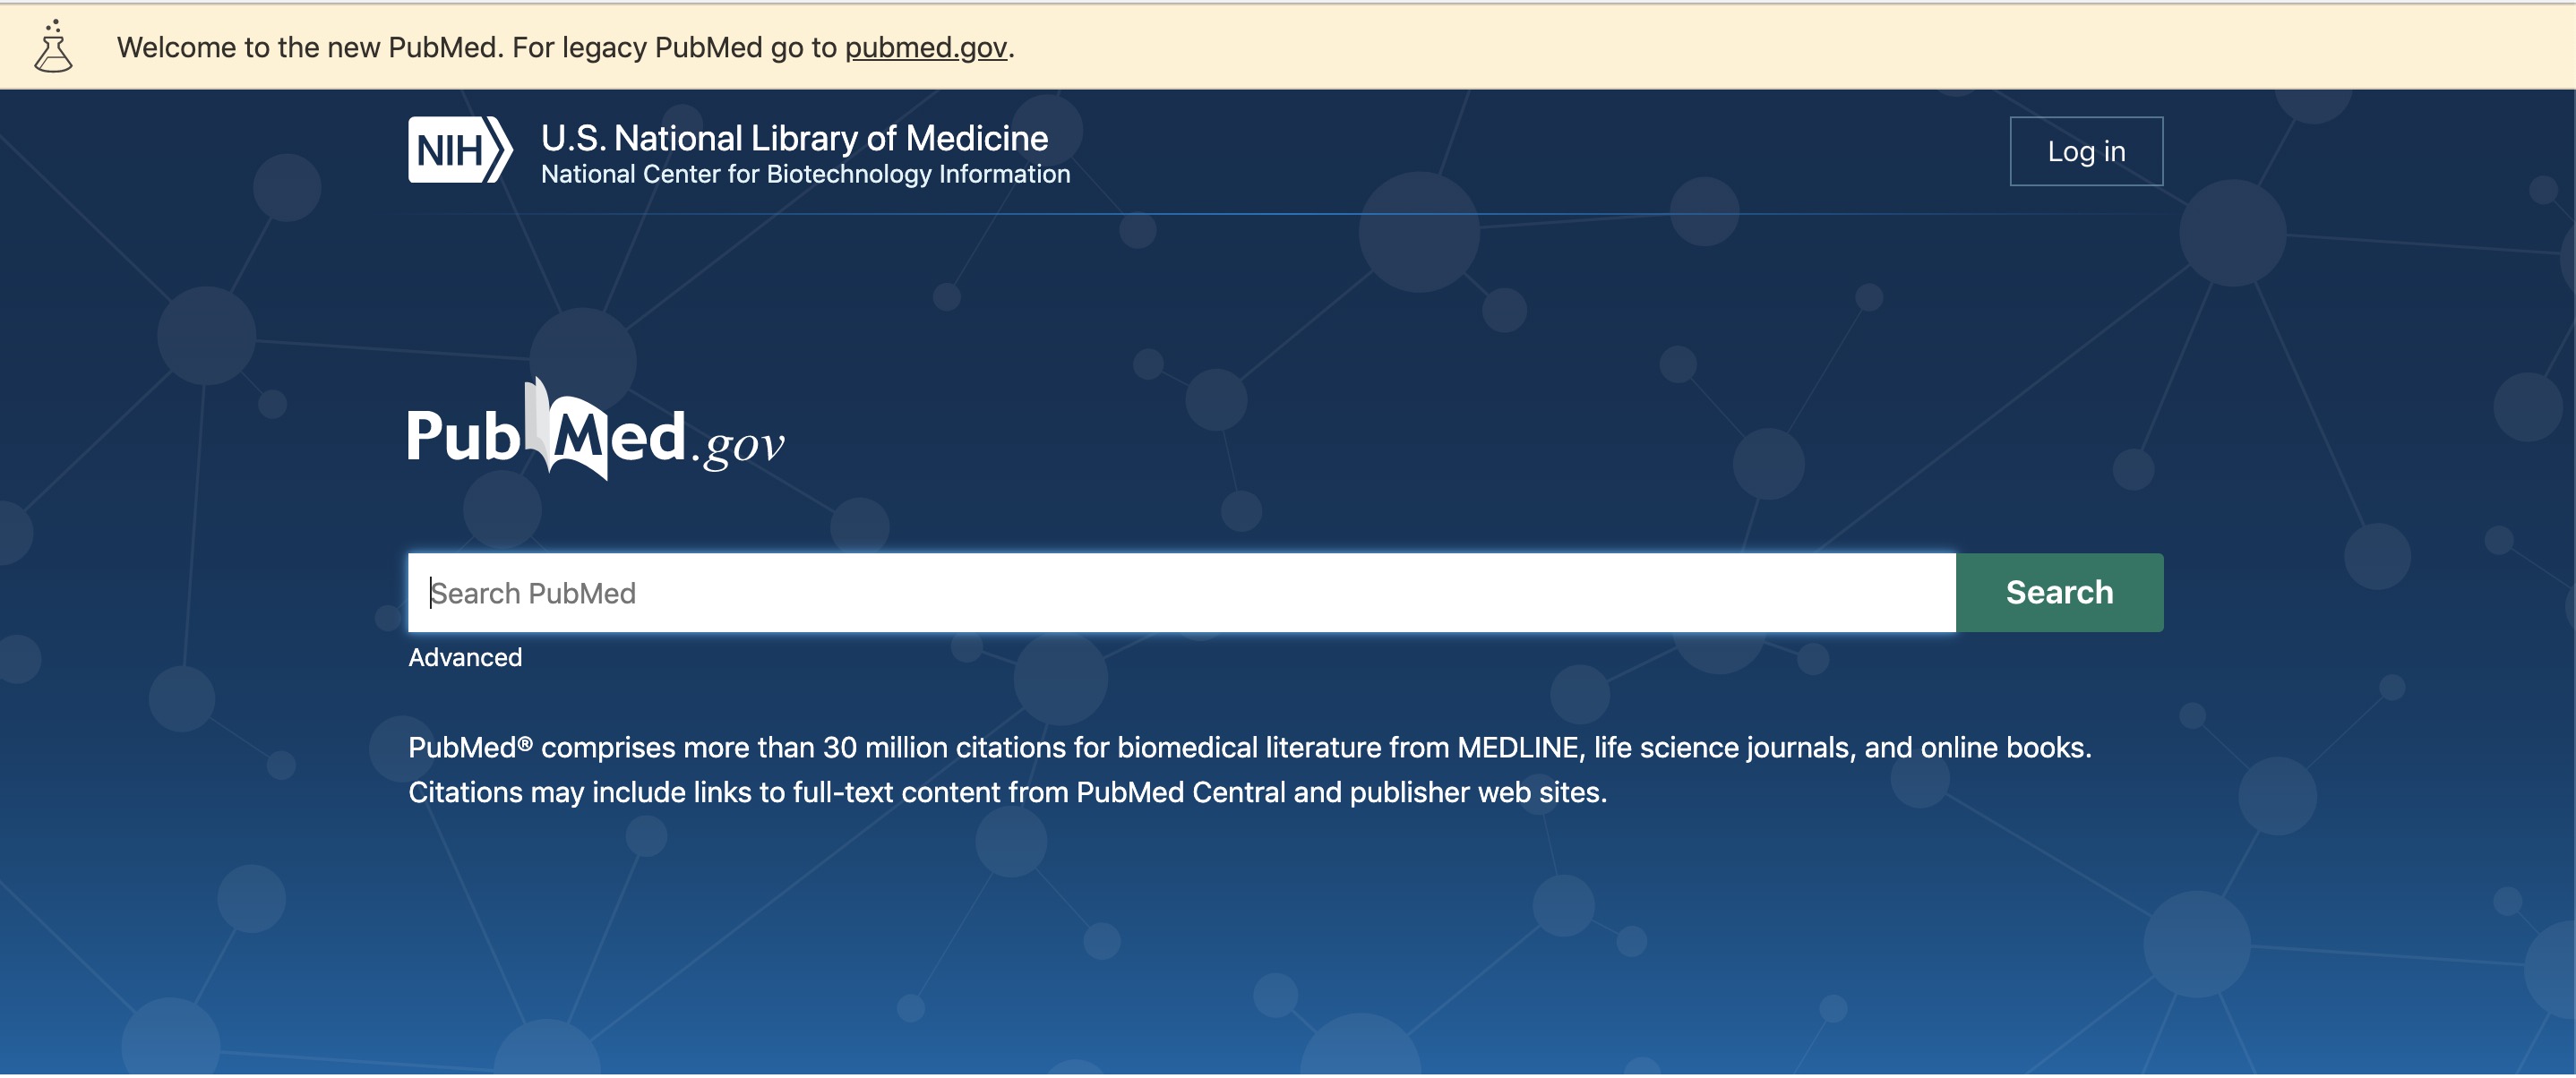 Welcome to the new PubMed. For legacy PubMed go to pubmed.gov.
NIH
U.S. National Library of Medicine
National Center for Biotechnology Information
Log in
PubMed.gov
Search PubMed
Search
Advanced
PubMed® comprises more than 30 million citations for biomedical literature from MEDLINE, life science journals, and online books.
Citations may include links to full-text content from PubMed Central and publisher web sites.